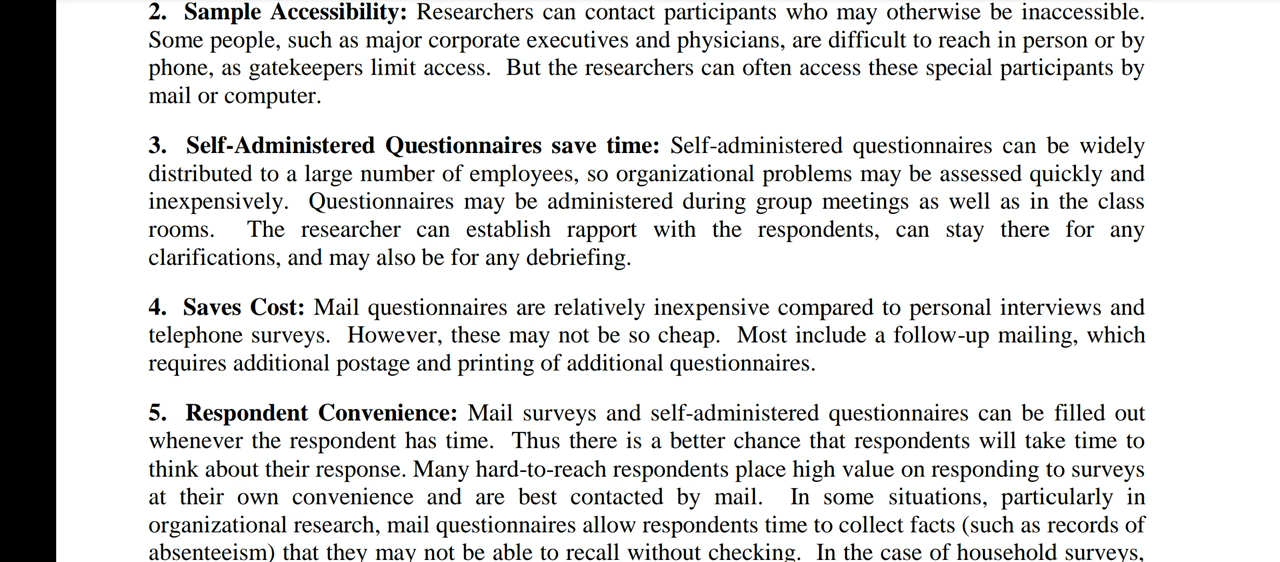 2. Sample Accessibility: Researchers can contact participants who may otherwise be inaccessible.
Some people, such as major corporate executives and physicians, are difficult to reach in person or by
phone, as gatekeepers limit access. But the researchers can often access these special participants by
mail or computer.
3. Self-Administered Questionnaires save time: Self-administered questionnaires can be widely
distributed to a large number of employees, so organizational problems may be assessed quickly and
inexpensively. Questionnaires may be administered during group meetings as well as in the class
rooms. The researcher can establish rapport with the respondents, can stay there for any
clarifications, and may also be for any debriefing.
4. Saves Cost: Mail questionnaires are relatively inexpensive compared to personal interviews and
telephone surveys. However, these may not be so cheap. Most include a follow-up mailing, which
requires additional postage and printing of additional questionnaires.
5. Respondent Convenience: Mail surveys and self-administered questionnaires can be filled out
whenever the respondent has time. Thus there is a better chance that respondents will take time to
think about their response. Many hard-to-reach respondents place high value on responding to surveys
at their own convenience and are best contacted by mail. In some situations, particularly in
organizational research, mail questionnaires allow respondents time to collect facts (such as records of
absenteeism) that they may not be able to recall without checking. In the case of household surveys,